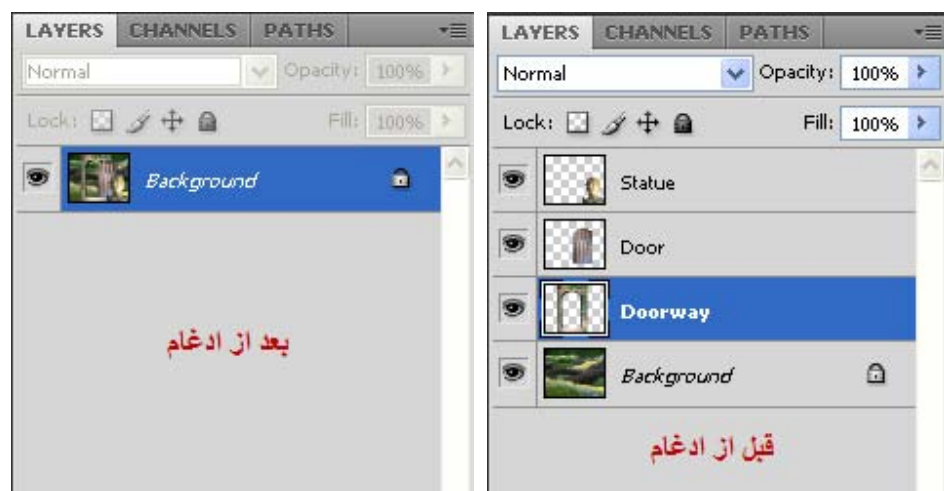 LAYERS CHANNELS PATHS
Normal Opacity: 100%
Lock: Fill: 100%
Background
بعد از ادغام
LAYERS CHANNELS PATHS
Normal Opacity: 100%
Lock: Fill: 100%
Statue
Door
Doorway
Background
قبل از ادغام